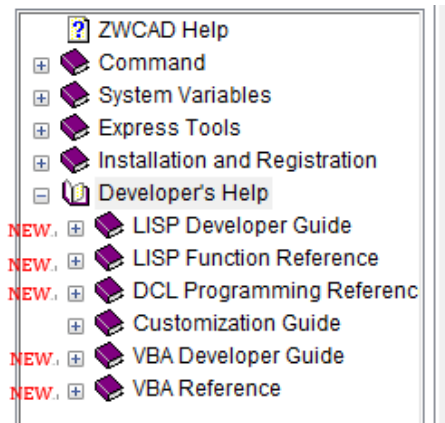 ZWCAD Help
Command
System Variables
Express Tools
Installation and Registration
Developer's Help
NEW. LISP Developer Guide
NEW. LISP Function Reference
NEW. DCL Programming Referenc
Customization Guide
NEW. VBA Developer Guide
NEW. VBA Reference